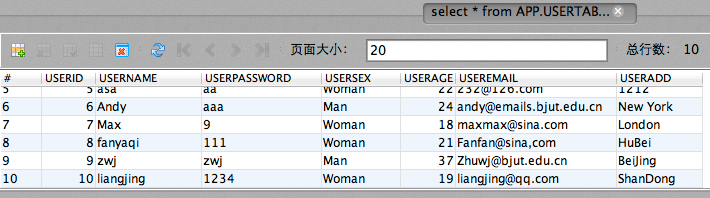 select * from APP.USERTAB...
页面大小： 20 总行数： 10
# USERID USERNAME USERPASSWORD USERSEX USERAGE USEREMAIL USERADD
5 5 asa aa Woman 22 232@126.com 1212
6 6 Andy aaa Man 24 andy@emails.bjut.edu.cn New York
7 7 Max 9 Woman 18 maxmax@sina.com London
8 8 fanyaqi 111 Woman 21 Fanfan@sina,com HuBei
9 9 zwj zwj Man 37 Zhuwj@bjut.edu.cn BeiJing
10 10 liangjing 1234 Woman 19 liangjing@qq.com ShanDong